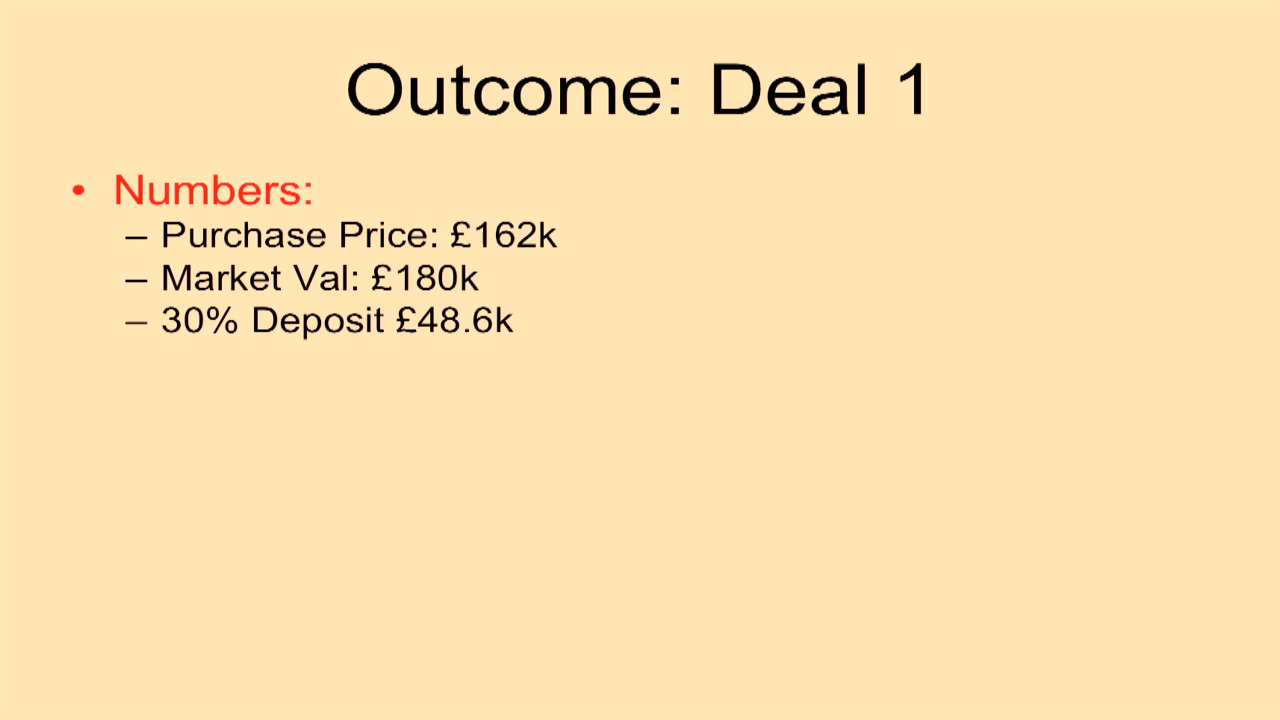 Outcome: Deal 1
• Numbers:
– Purchase Price: £162k
– Market Val: £180k
– 30% Deposit £48.6k